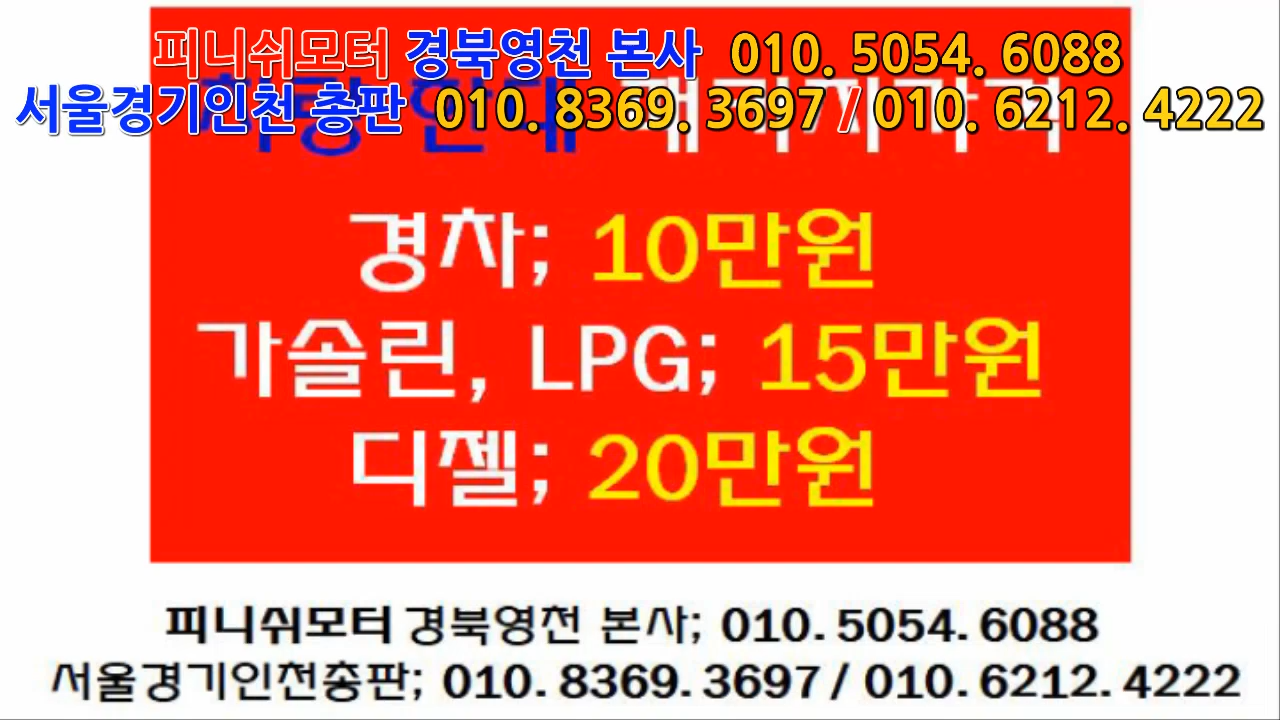 피니쉬모터 경북영천 본사 010. 5054. 6088
서울경기인천 총판 010. 8369. 3697 / 010. 6212. 4222
경차; 10만원
가솔린, LPG; 15만원
디젤; 20만원
피니쉬모터 경북영천 본사; 010. 5054. 6088
서울경기인천총판; 010. 8369. 3697 / 010. 6212. 4222